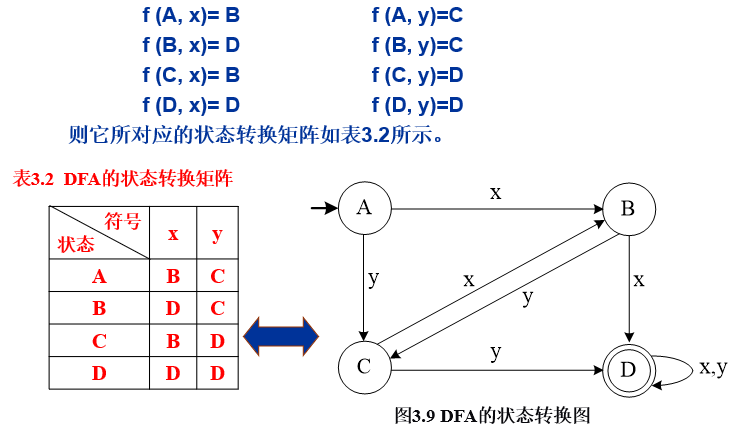 f (A, x)= B f (A, y)=C
f (B, x)= D f (B, y)=C
f (C, x)= B f (C, y)=D
f (D, x)= D f (D, y)=D
则它所对应的状态转换矩阵如表3.2所示。
表3.2 DFA的状态转换矩阵
符号
状态 x y
A B C
B D C
C B D
D D D
A x B
y x y x
C y D x,y
图3.9 DFA的状态转换图